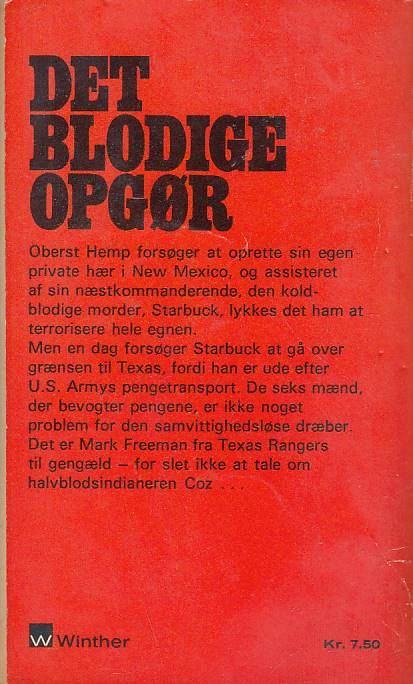 DET
BLODIGE
OPGØR
Oberst Hemp forsøger at oprette sin egen
private hær i New Mexico, og assisteret
af sin næstkommanderende, den kold-
blodige morder, Starbuck, lykkes det ham at
terrorisere hele egnen.
Men en dag forsøger Starbuck at gå over
grænsen til Texas, fordi han er ude efter
U.S. Armys pengetransport. De seks mænd,
der bevogter pengene, er ikke noget
problem for den samvittighedsløse dræber.
Det er Mark Freeman fra Texas Rangers
til gengæld – for slet ikke at tale om
halvblodsindianeren Coz . . .
W Winther
Kr. 7.50